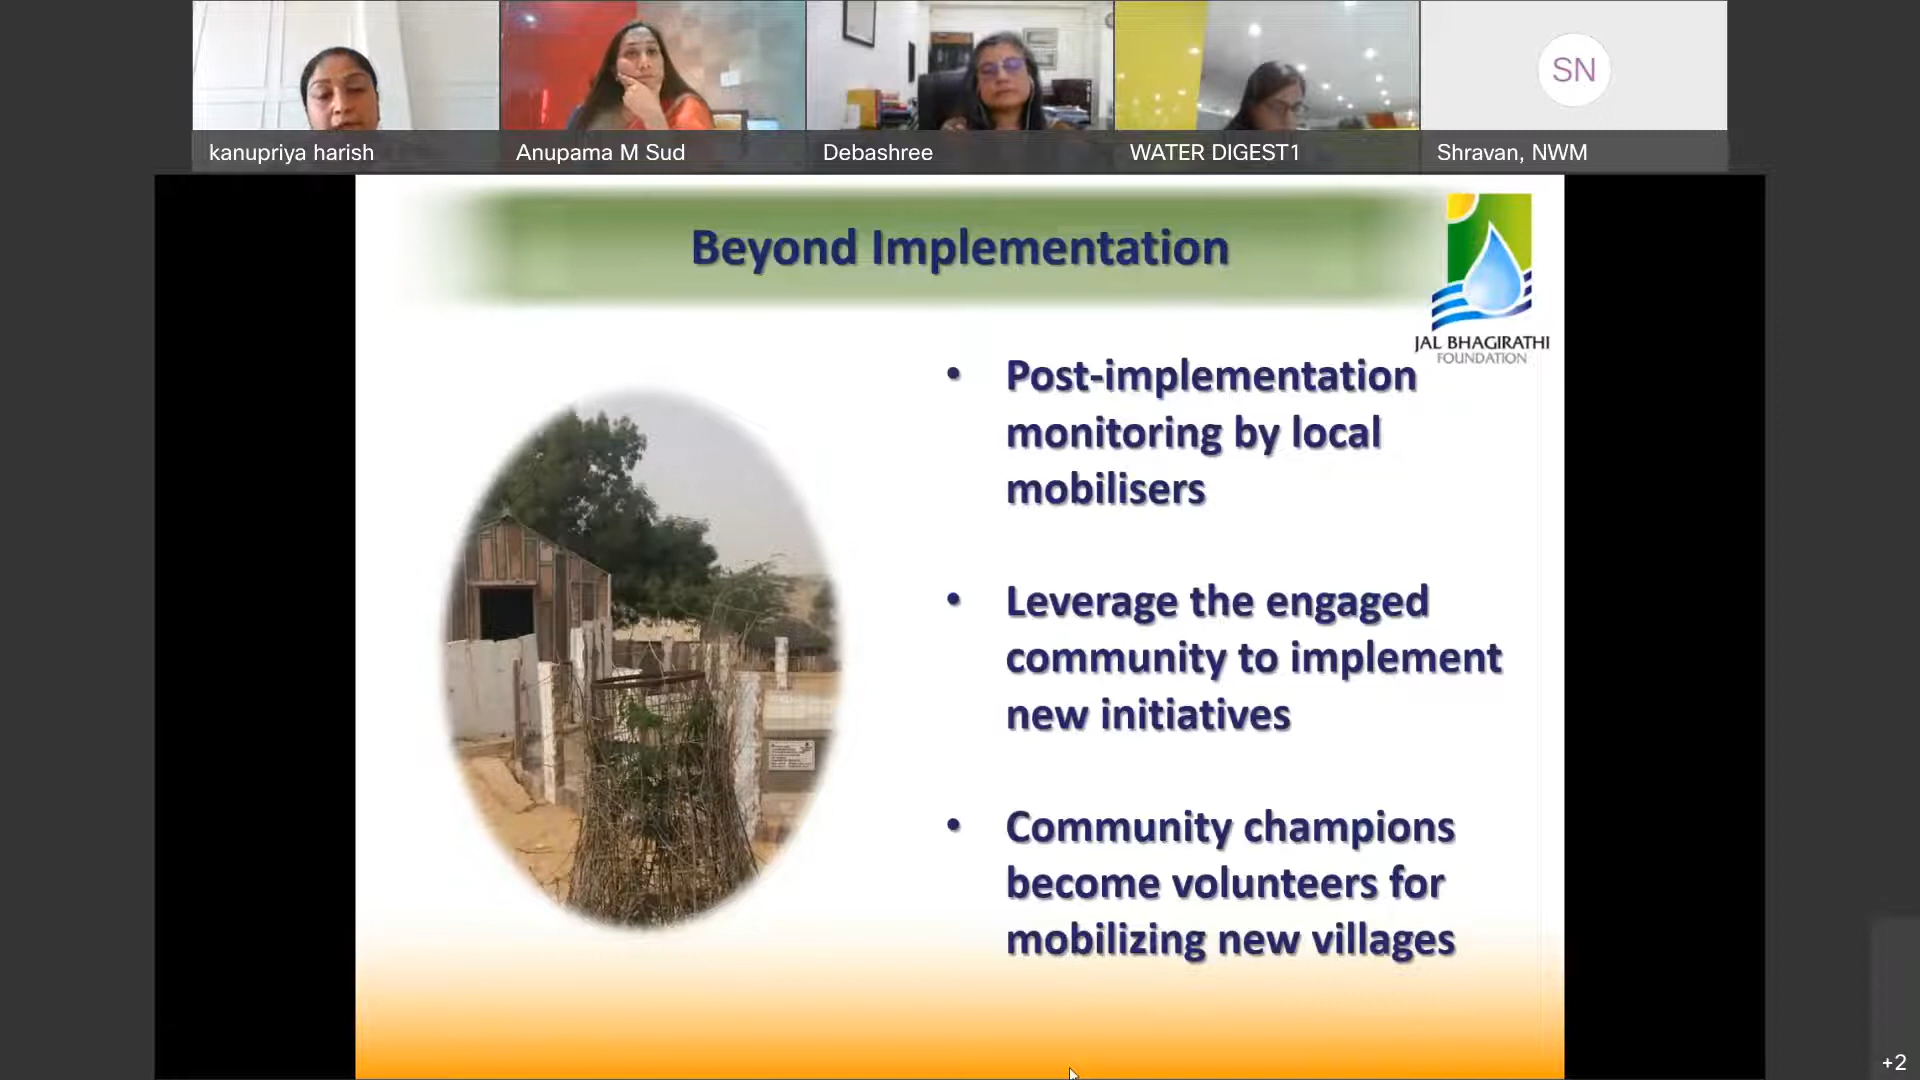 SN
kanupriya harish
Anupama M Sud
Debashree
WATER DIGEST1
Shravan, NWM
Beyond Implementation
JAL BHAGIRATHI
FOUNDATION
• Post-implementation
monitoring by local
mobilisers
• Leverage the engaged
community to implement
new initiatives
• Community champions
become volunteers for
mobilizing new villages
+2